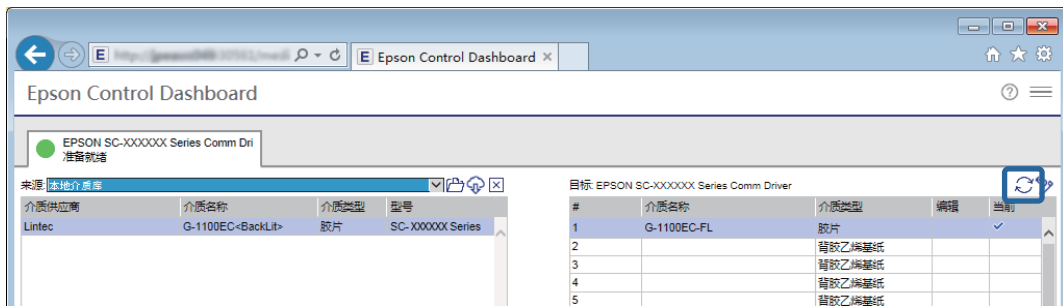 E
E Epson Control Dashboard ×
Epson Control Dashboard
EPSON SC-XXXXXX Series Comm Dri
准备就绪
来源: 本地介质库
目标: EPSON SC-XXXXXX Series Comm Driver
介质供应商 介质名称 介质类型 型号
# 介质名称 介质类型 编辑 当前
Lintec G-1100EC<BackLit> 胶片 SC-XXXXXX Series
1 G-1100EC-FL 胶片
2 背胶乙烯基纸
3 背胶乙烯基纸
4 背胶乙烯基纸
5 背胶乙烯基纸